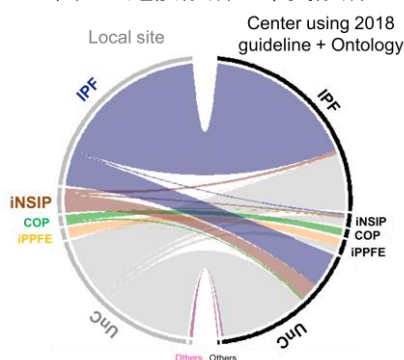 Local site
Center using 2018
guideline + Ontology
IPF
IPF
iNSIP
COP
iPPFE
iNSIP
COP
iPPFE
UnC
UnC
Others
Others